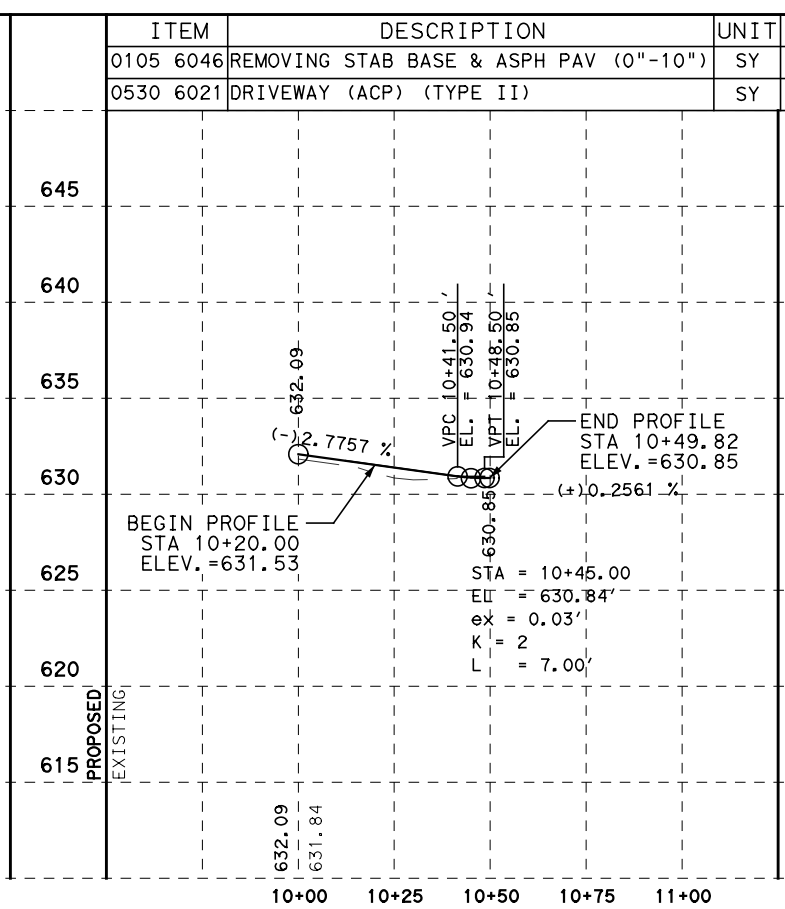 ITEM DESCRIPTION UNIT
0105 6046 REMOVING STAB BASE & ASPH PAV (0"-10") SY
0530 6021 DRIVEWAY (ACP) (TYPE II) SY
645
640
635
630
625
620
615
PROPOSED
EXISTING
632.09
(-)2.7757 %
VPC 10+41.50 '
EL. = 630.94
VPT 10+48.50 '
EL. = 630.85
END PROFILE
STA 10+49.82
ELEV.=630.85
(+)0.2561 %
BEGIN PROFILE
STA 10+20.00
ELEV.=631.53
630.85
STA = 10+45.00
EL = 630.84'
ex = 0.03'
K = 2
L = 7.00'
632.09
631.84
10+00 10+25 10+50 10+75 11+00